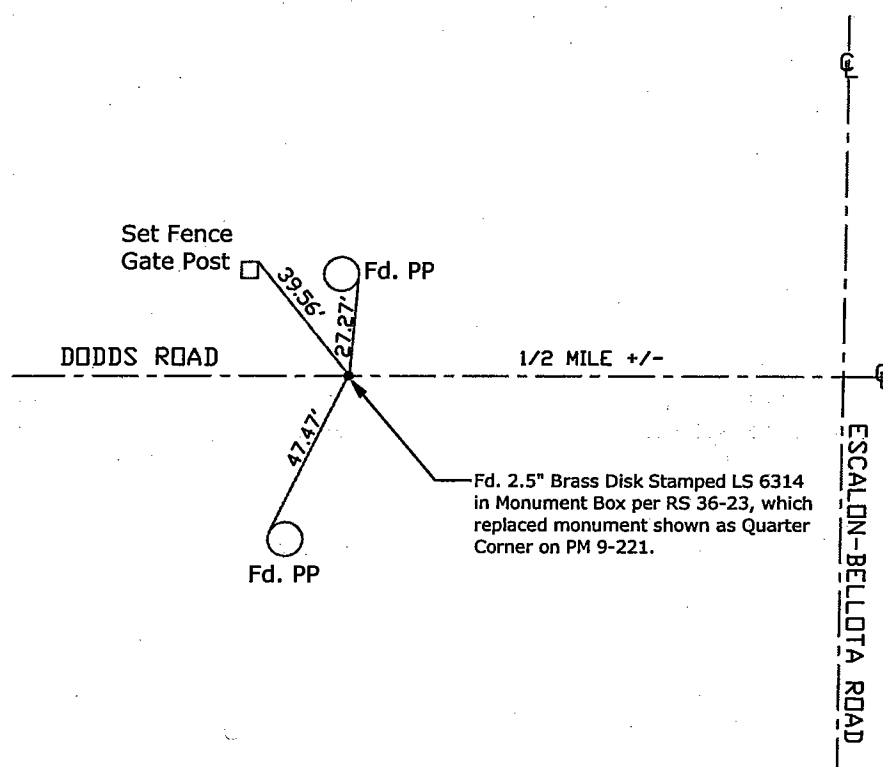 ℄
Set Fence
Gate Post
Fd. PP
39.56'
27.27'
DODDS ROAD
1/2 MILE +/-
℄
47.47'
Fd. 2.5" Brass Disk Stamped LS 6314
in Monument Box per RS 36-23, which
replaced monument shown as Quarter
Corner on PM 9-221.
Fd. PP
ESCALON-BELLOTA ROAD